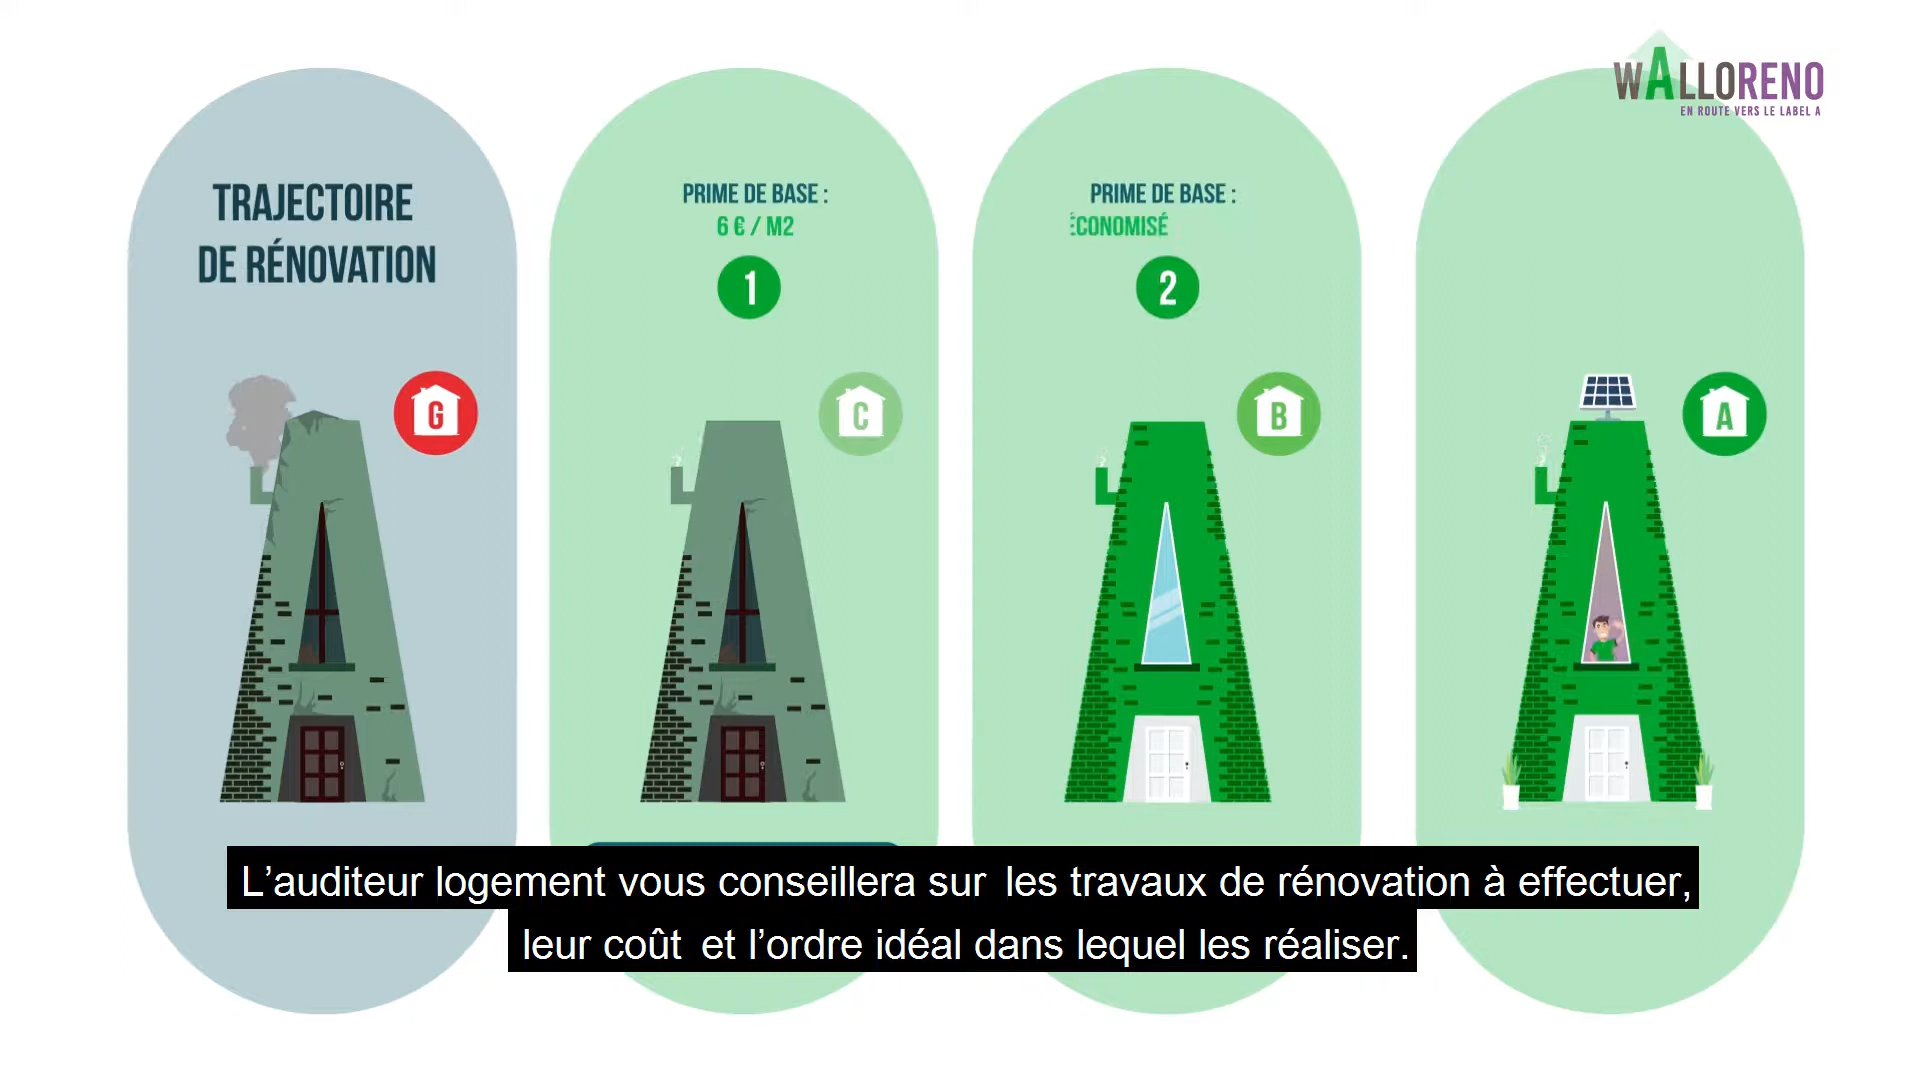 WALLORENO
EN ROUTE VERS LE LABEL A
TRAJECTOIRE
DE RÉNOVATION
G
PRIME DE BASE :
6 € / M2
1
C
PRIME DE BASE :
ÉCONOMISÉ
2
B
A
L’auditeur logement vous conseillera sur les travaux de rénovation à effectuer,
leur coût et l’ordre idéal dans lequel les réaliser.